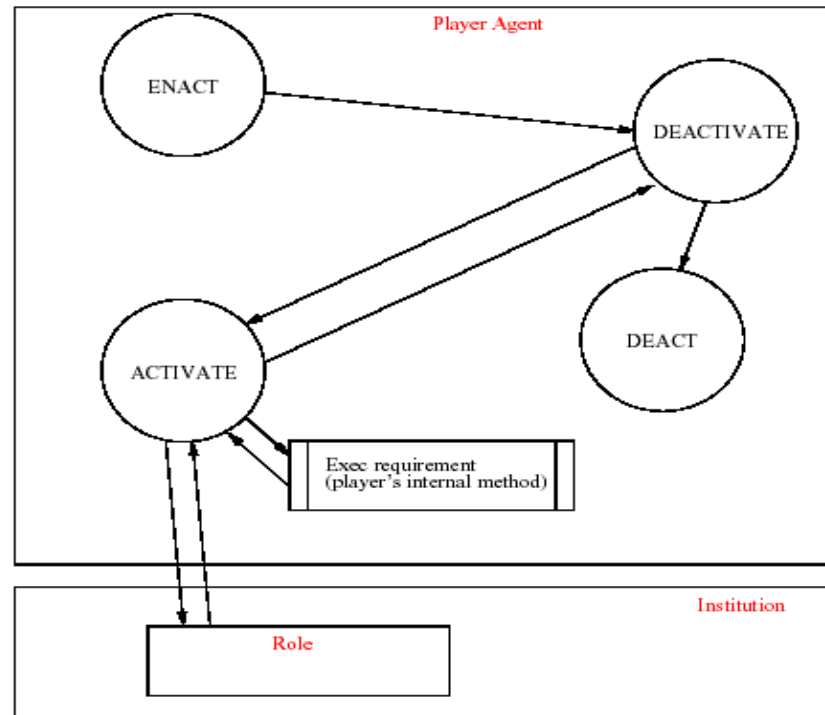 Player Agent
ENACT
DEACTIVATE
ACTIVATE
DEACT
Exec requirement
(player's internal method)
Institution
Role